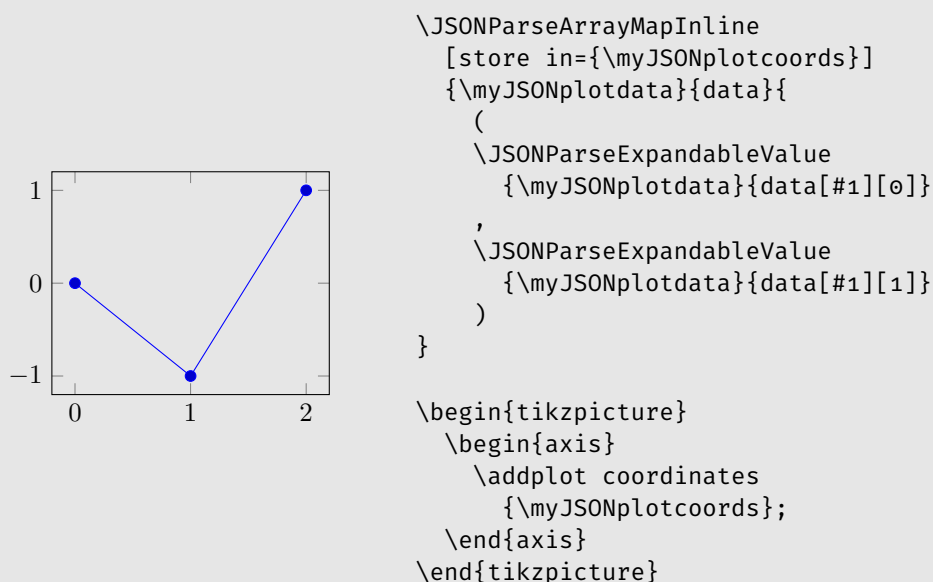 1
0
−1
0 1 2
\JSONParseArrayMapInline
  [store in={\myJSONplotcoords}]
  {\myJSONplotdata}{data}{
    (
    \JSONParseExpandableValue
      {\myJSONplotdata}{data[#1][0]}
    ,
    \JSONParseExpandableValue
      {\myJSONplotdata}{data[#1][1]}
    )
}

\begin{tikzpicture}
  \begin{axis}
    \addplot coordinates
      {\myJSONplotcoords};
  \end{axis}
\end{tikzpicture}